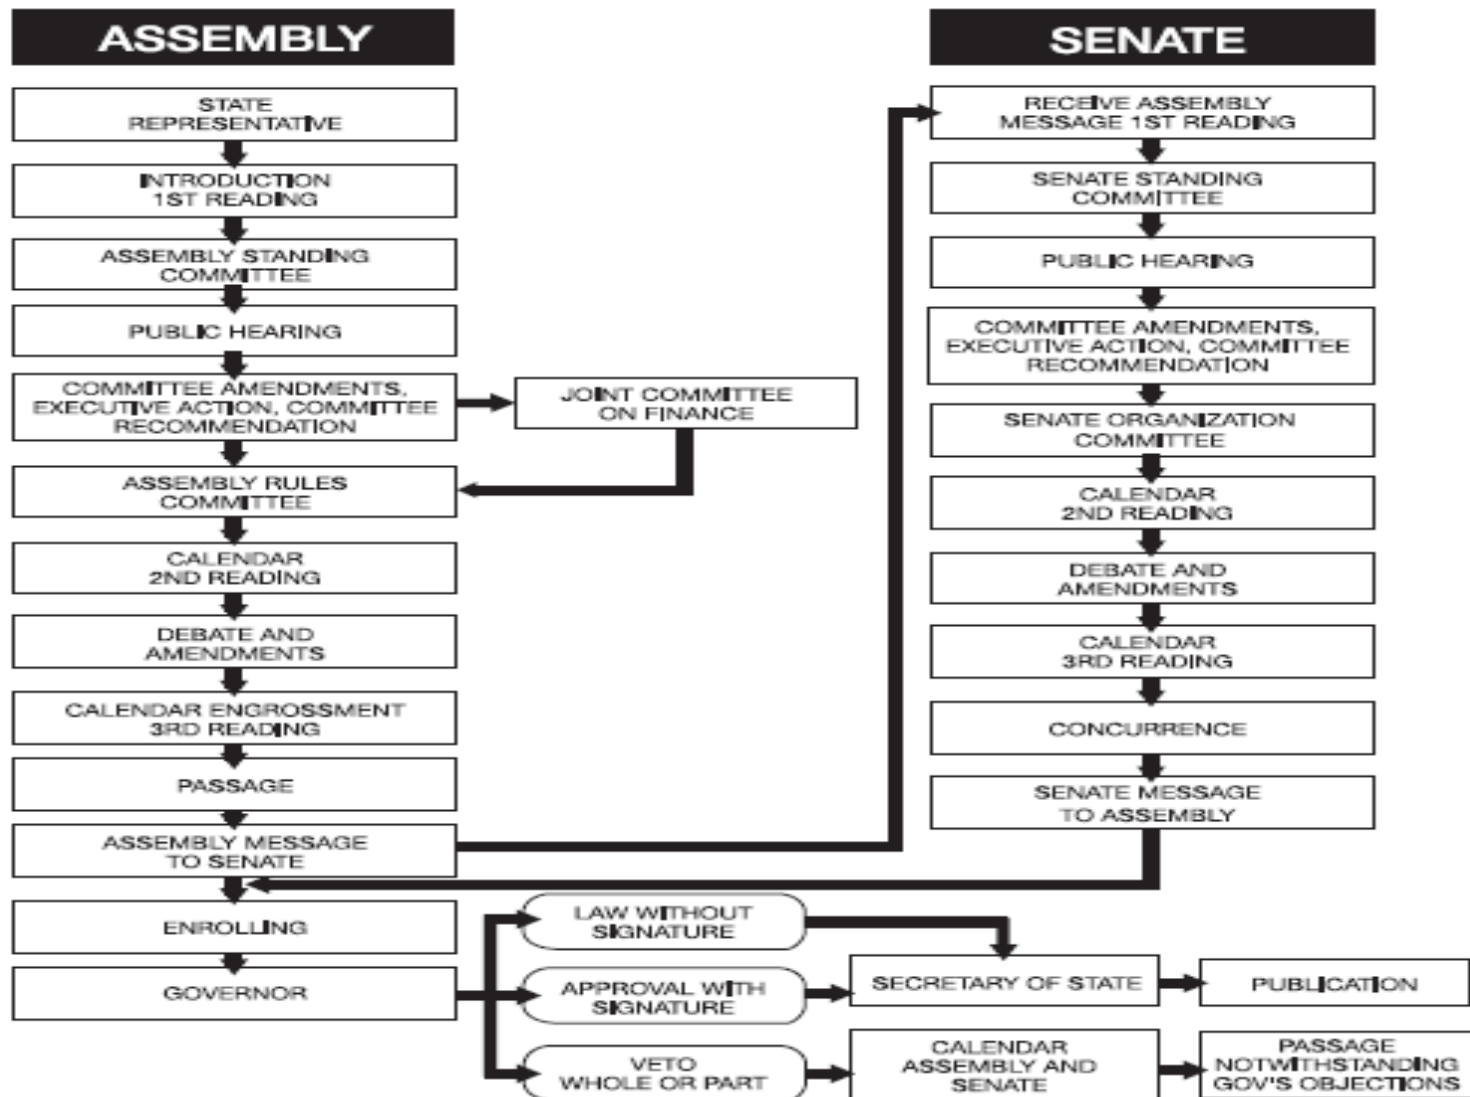 ASSEMBLY
STATE
REPRESENTATIVE
INTRODUCTION
1ST READING
ASSEMBLY STANDING
COMMITTEE
PUBLIC HEARING
COMMITTEE AMENDMENTS,
EXECUTIVE ACTION, COMMITTEE
RECOMMENDATION
JOINT COMMITTEE
ON FINANCE
ASSEMBLY RULES
COMMITTEE
CALENDAR
2ND READING
DEBATE AND
AMENDMENTS
CALENDAR ENGROSSMENT
3RD READING
PASSAGE
ASSEMBLY MESSAGE
TO SENATE
SENATE
RECEIVE ASSEMBLY
MESSAGE 1ST READING
SENATE STANDING
COMMITTEE
PUBLIC HEARING
COMMITTEE AMENDMENTS,
EXECUTIVE ACTION, COMMITTEE
RECOMMENDATION
SENATE ORGANIZATION
COMMITTEE
CALENDAR
2ND READING
DEBATE AND
AMENDMENTS
CALENDAR
3RD READING
CONCURRENCE
SENATE MESSAGE
TO ASSEMBLY
ENROLLING
GOVERNOR
LAW WITHOUT
SIGNATURE
APPROVAL WITH
SIGNATURE
SECRETARY OF STATE
PUBLICATION
VETO
WHOLE OR PART
CALENDAR
ASSEMBLY AND
SENATE
PASSAGE
NOTWITHSTANDING
GOV'S OBJECTIONS